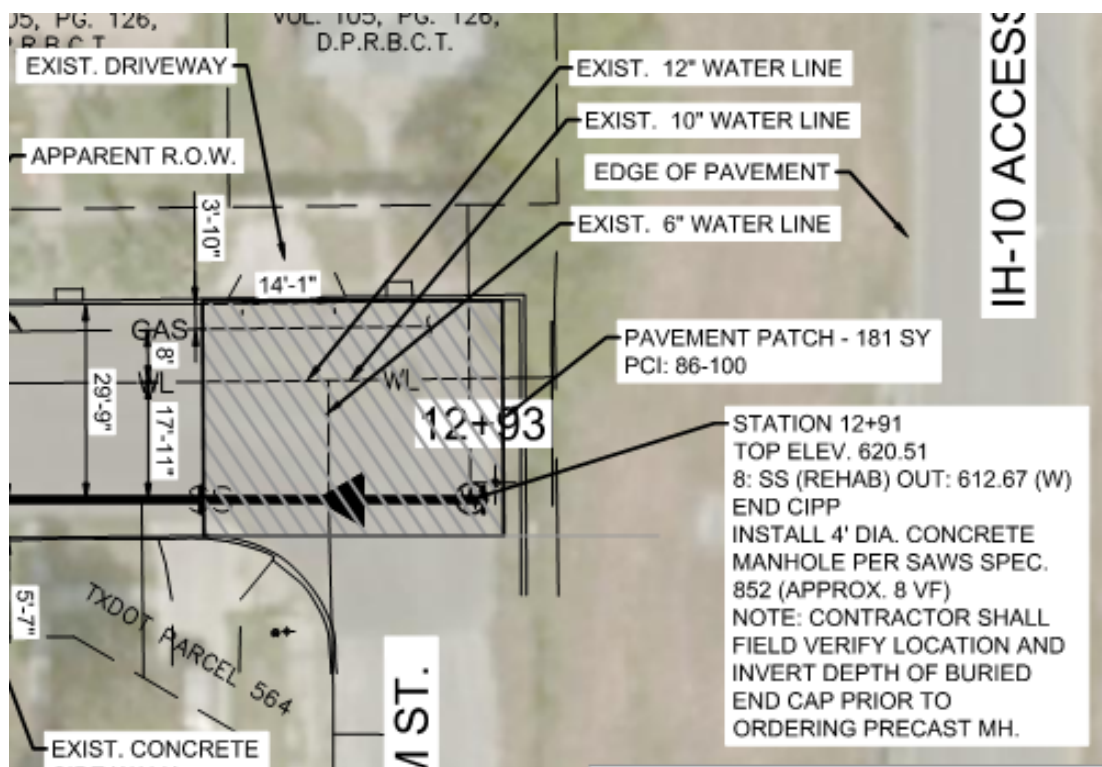 05, PG. 126,
P.R.B.C.T.
VOL. 105, PG. 126,
D.P.R.B.C.T.
EXIST. DRIVEWAY
EXIST. 12" WATER LINE
EXIST. 10" WATER LINE
APPARENT R.O.W.
EDGE OF PAVEMENT
IH-10 ACCESS
3'-10"
EXIST. 6" WATER LINE
14'-1"
GAS
8'
WL
WL
29'-9"
17'-11"
12+93
PAVEMENT PATCH - 181 SY
PCI: 86-100
STATION 12+91
TOP ELEV. 620.51
8: SS (REHAB) OUT: 612.67 (W)
END CIPP
INSTALL 4' DIA. CONCRETE
MANHOLE PER SAWS SPEC.
852 (APPROX. 8 VF)
NOTE: CONTRACTOR SHALL
FIELD VERIFY LOCATION AND
INVERT DEPTH OF BURIED
END CAP PRIOR TO
ORDERING PRECAST MH.
5'-7"
TXDOT PARCEL 564
M ST.
EXIST. CONCRETE